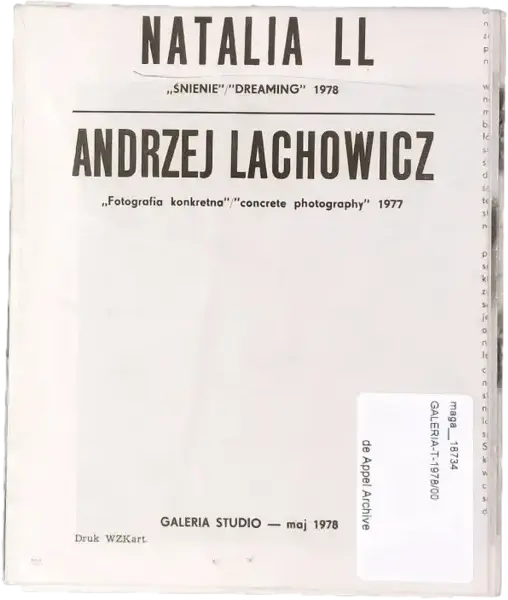 NATALIA LL
„ŚNIENIE"/"DREAMING" 1978
ANDRZEJ LACHOWICZ
„Fotografia konkretna"/"concrete photography" 1977
GALERIA STUDIO — maj 1978
Druk WZKart.
maga__16734
GALERIA-T-1978/00
de Appel Archive